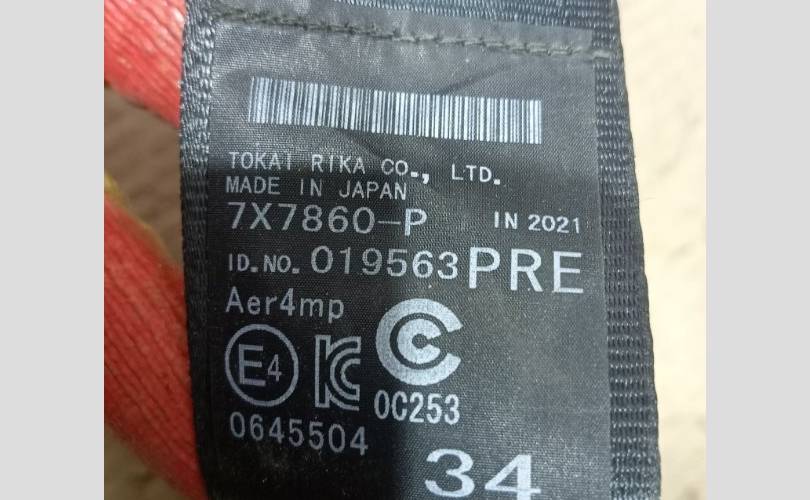 TOKAI RIKA CO., LTD.
MADE IN JAPAN
7X7860-P IN 2021
ID.NO. 019563 PRE
Aer4mp
E4 KC C
0C253
0645504
34